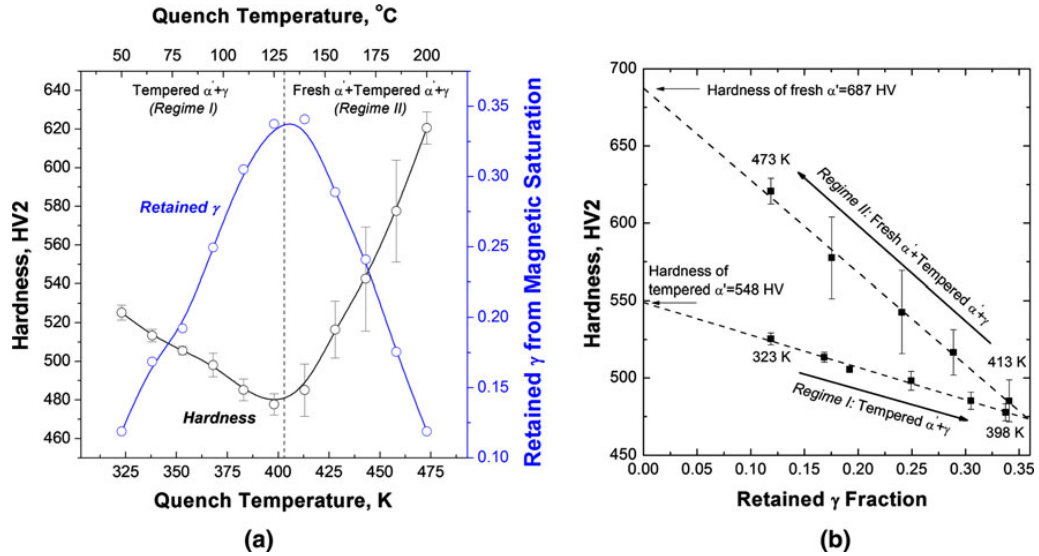 Quench Temperature, °C
50 75 100 125 150 175 200
Hardness, HV2
640
620
600
580
560
540
520
500
480
460
Tempered α'+γ
(Regime I)
Fresh α'+Tempered α'+γ
(Regime II)
Retained γ
Hardness
0.35
0.30
0.25
0.20
0.15
0.10
Retained γ from Magnetic Saturation
325 350 375 400 425 450 475
Quench Temperature, K
(a)
Hardness, HV2
700
650
600
550
500
450
Hardness of fresh α'=687 HV
473 K
Regime II: Fresh α'+Tempered α'+γ
Hardness of
tempered α'=548 HV
323 K
413 K
Regime I: Tempered α'+γ
398 K
0.00 0.05 0.10 0.15 0.20 0.25 0.30 0.35
Retained γ Fraction
(b)